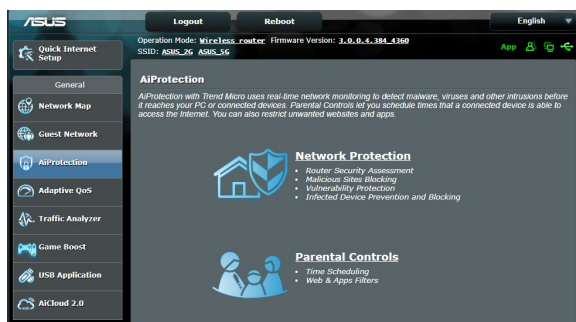 ASUS
Logout
Reboot
English
Quick Internet
Setup
Operation Mode: Wireless router Firmware Version: 3.0.0.4.384_4360
SSID: ASUS_2G ASUS_5G
App
General
Network Map
Guest Network
AiProtection
Adaptive QoS
Traffic Analyzer
Game Boost
USB Application
AiCloud 2.0
AiProtection
AiProtection with Trend Micro uses real-time network monitoring to detect malware, viruses and other intrusions before
it reaches your PC or connected devices. Parental Controls let you schedule times that a connected device is able to
access the Internet. You can also restrict unwanted websites and apps.
Network Protection
• Router Security Assessment
• Malicious Sites Blocking
• Vulnerability Protection
• Infected Device Prevention and Blocking
Parental Controls
• Time Scheduling
• Web & Apps Filters